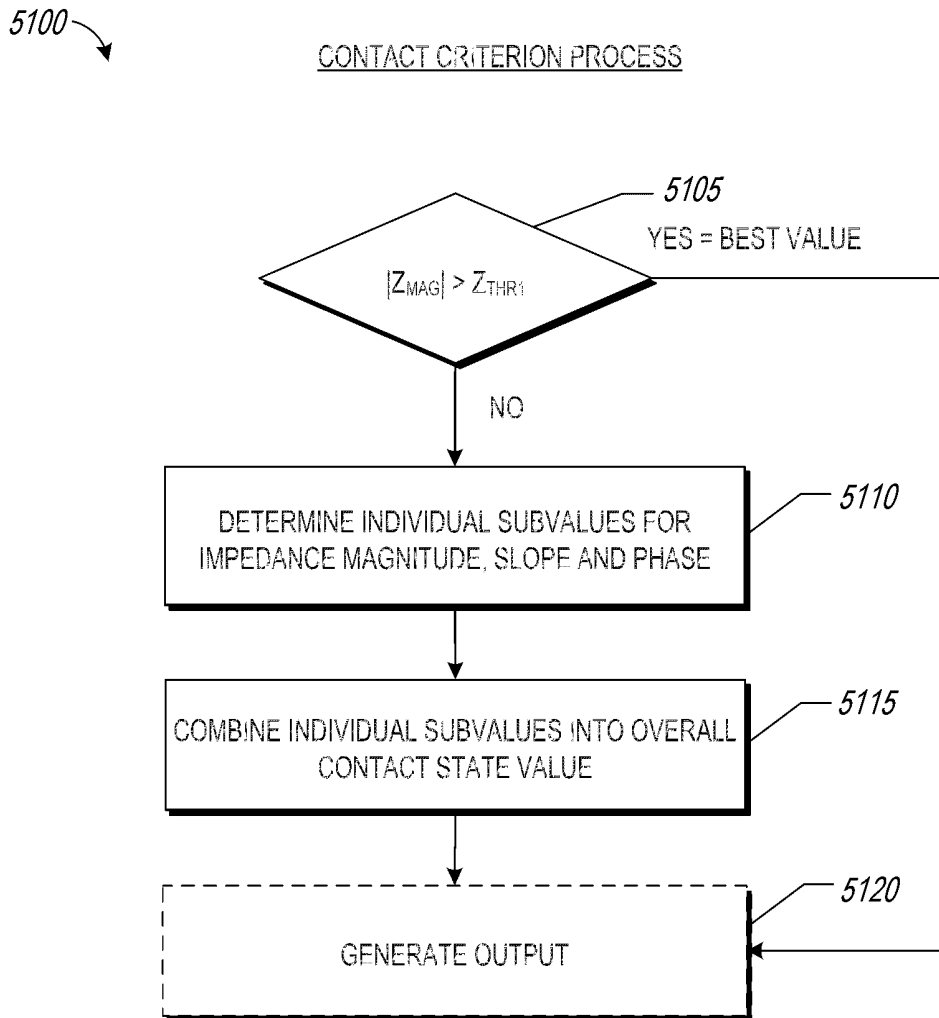 5100
CONTACT CRITERION PROCESS
5105
YES = BEST VALUE
|ZMAG| > ZTHR1
NO
5110
DETERMINE INDIVIDUAL SUBVALUES FOR
IMPEDANCE MAGNITUDE, SLOPE AND PHASE
5115
COMBINE INDIVIDUAL SUBVALUES INTO OVERALL
CONTACT STATE VALUE
5120
GENERATE OUTPUT